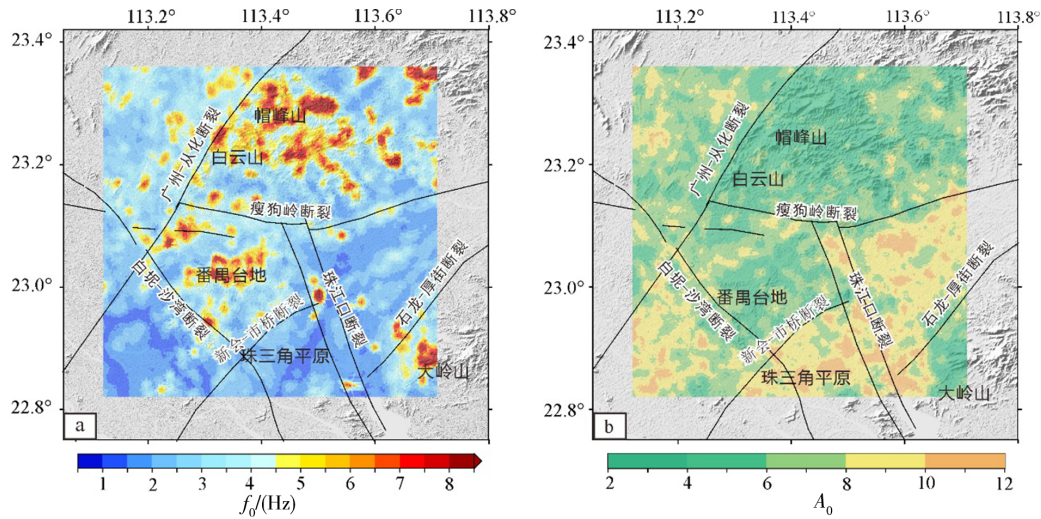 113.2° 113.4° 113.6° 113.8°
23.4°
23.2°
23.0°
22.8°
帽峰山
白云山
广州-从化断裂
瘦狗岭断裂
番禺台地
白坭-沙湾断裂
新会市桥断裂
珠江口断裂
石龙-厚街断裂
珠三角平原
大岭山
a
1 2 3 4 5 6 7 8
f₀/(Hz)
113.2° 113.4° 113.6° 113.8°
23.4°
23.2°
23.0°
22.8°
帽峰山
白云山
广州-从化断裂
瘦狗岭断裂
番禺台地
白坭-沙湾断裂
新会市桥断裂
珠江口断裂
石龙-厚街断裂
珠三角平原
大岭山
b
2 4 6 8 10 12
A₀